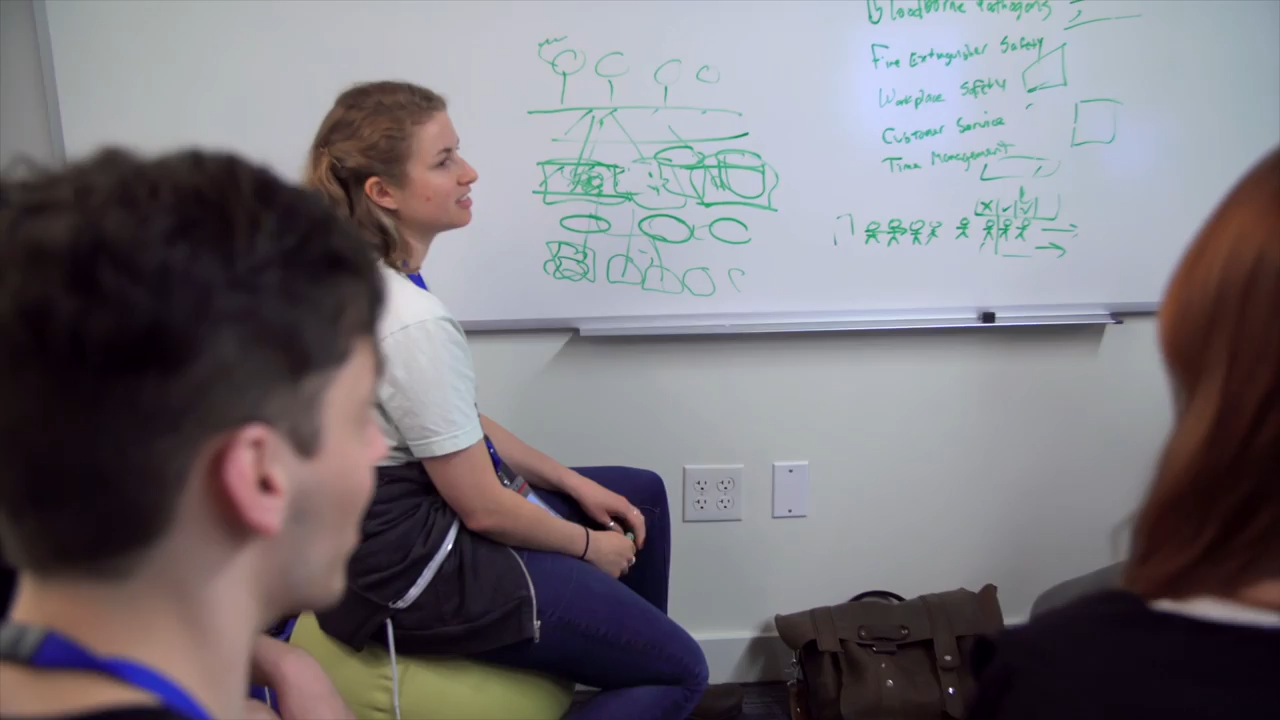 Bloodborne Pathogens
Fire Extinguisher Safety
Workplace Safety
Customer Service
Time Management